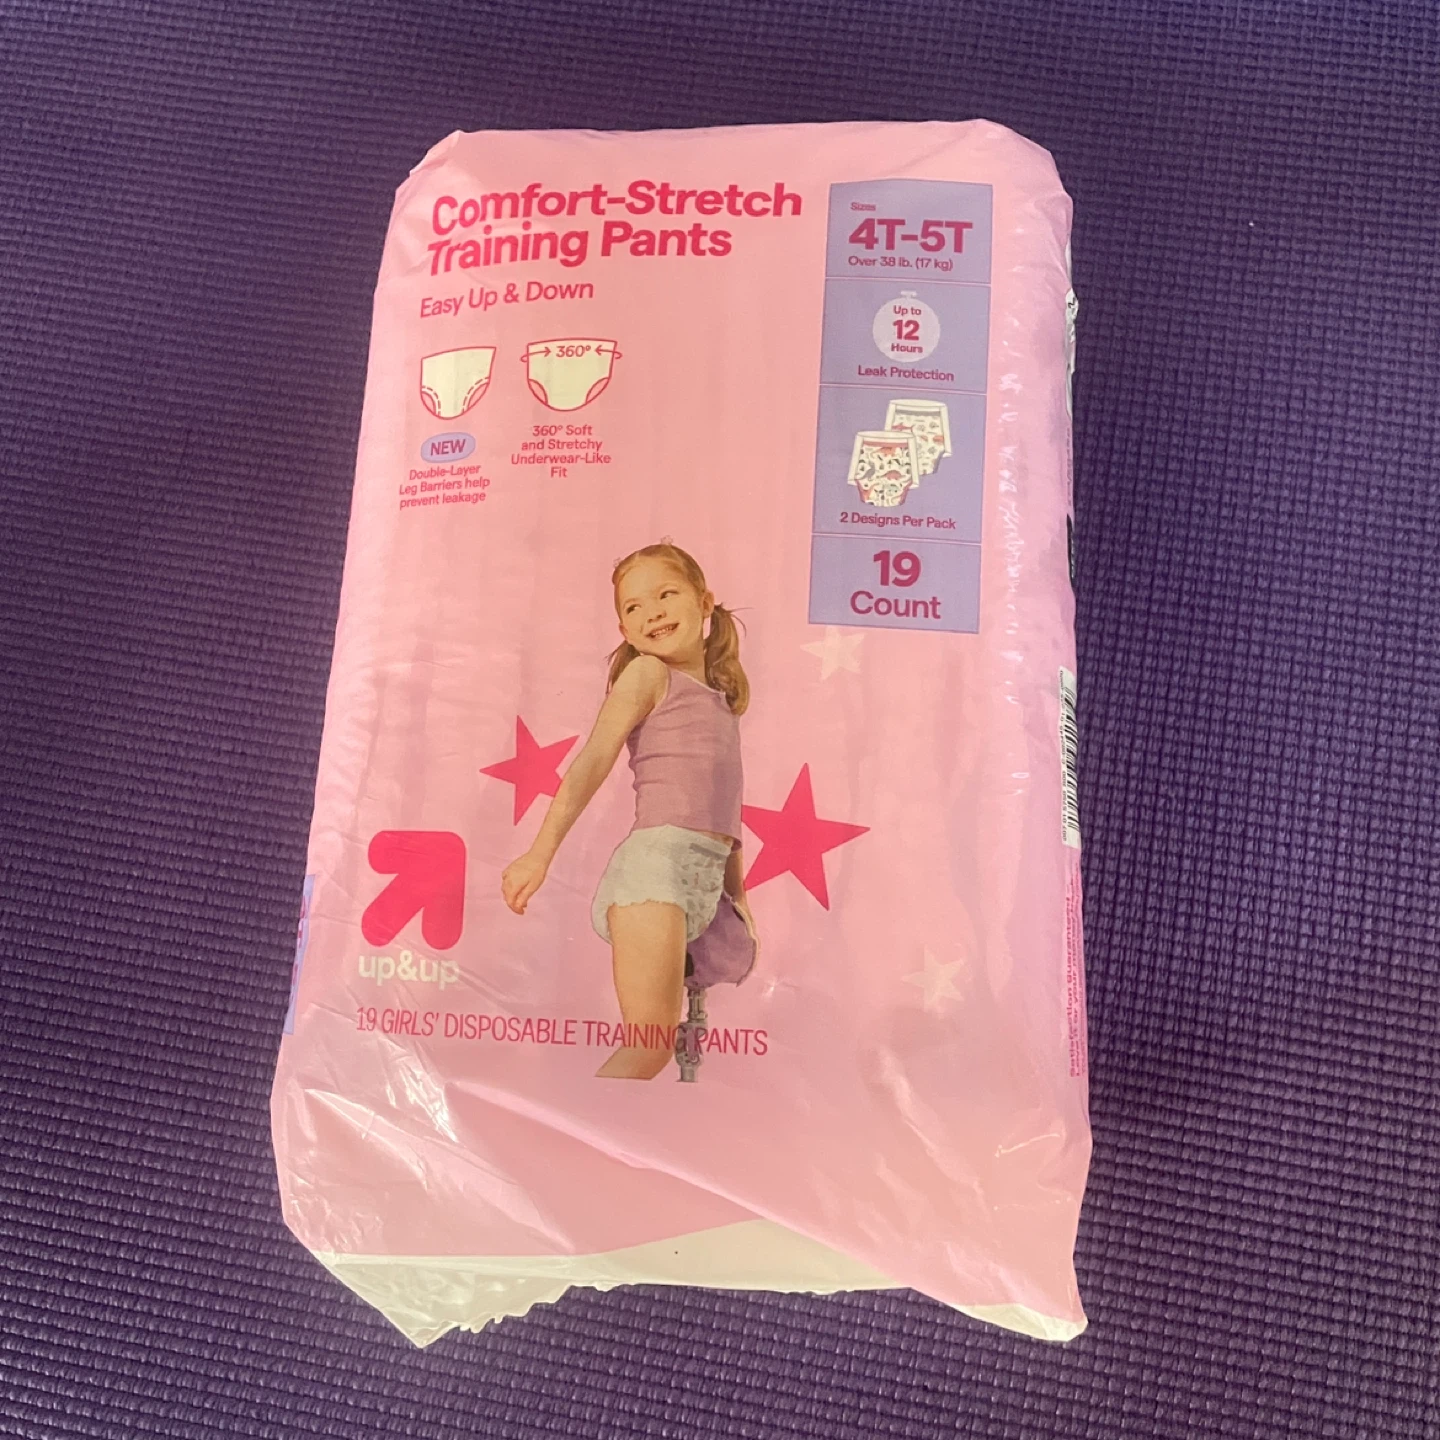 Comfort-Stretch
Training Pants
Easy Up & Down
360°
NEW
Double-Layer
Leg Barriers help
prevent leakage
360° Soft
and Stretchy
Underwear-Like
Fit
Sizes
4T-5T
Over 38 lb. (17 kg)
Up to
12
Hours
Leak Protection
2 Designs Per Pack
19
Count
up&up
19 GIRLS' DISPOSABLE TRAINING PANTS
Satisfaction guaranteed